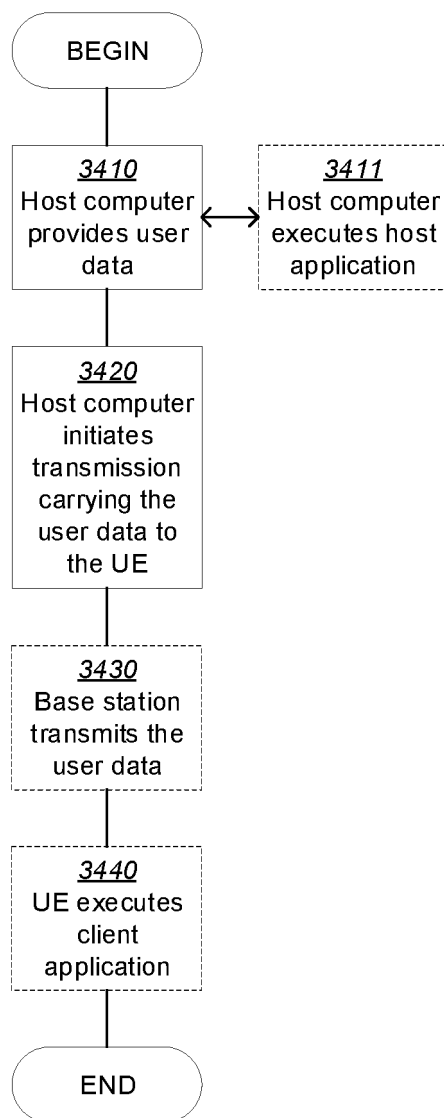 BEGIN
3410
Host computer
provides user
data
3411
Host computer
executes host
application
3420
Host computer
initiates
transmission
carrying the
user data to
the UE
3430
Base station
transmits the
user data
3440
UE executes
client
application
END